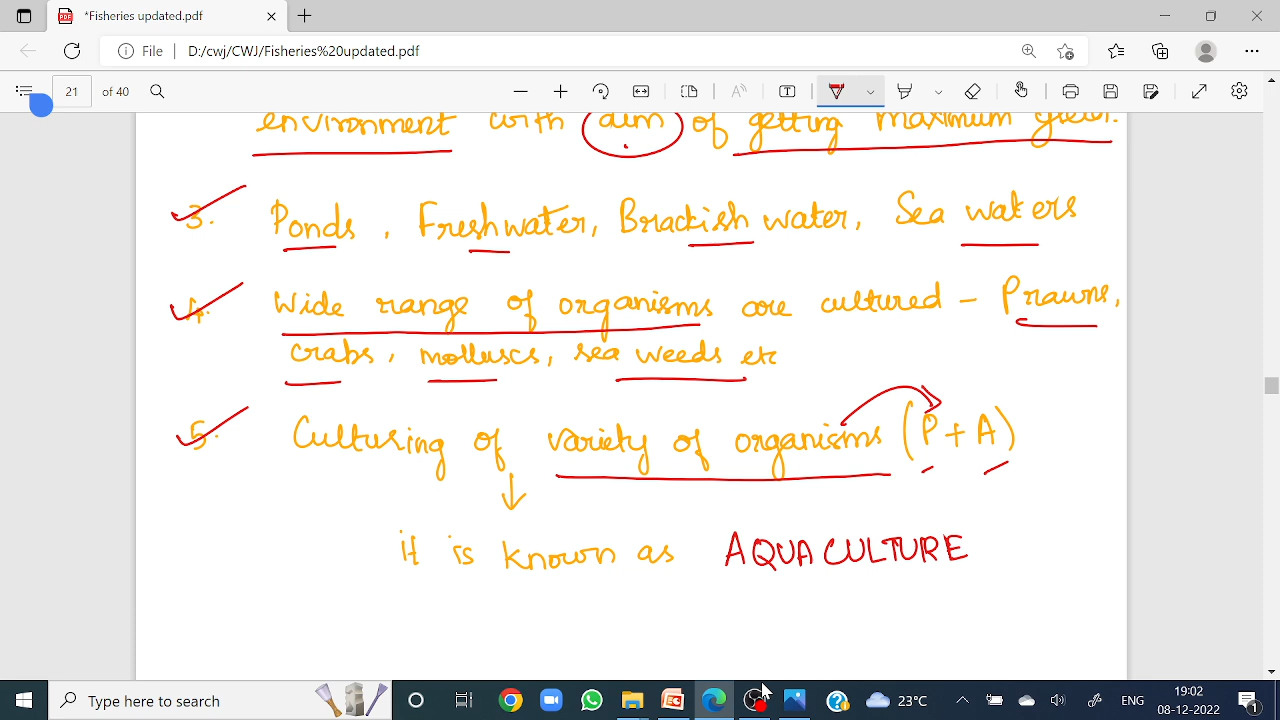 *Fisheries updated.pdf
File D:/cwj/CWJ/Fisheries%20updated.pdf
21 of 40
environment with aim of getting maximum yield.
3. Ponds, Freshwater, Brackish water, Sea waters
4. Wide range of organisms are cultured - Prawns,
crabs, molluscs, sea weeds etc
5. Culturing of variety of organisms (P+A)
it is known as AQUACULTURE
Type here to search
23°C
ENG
19:02
08-12-2022
1